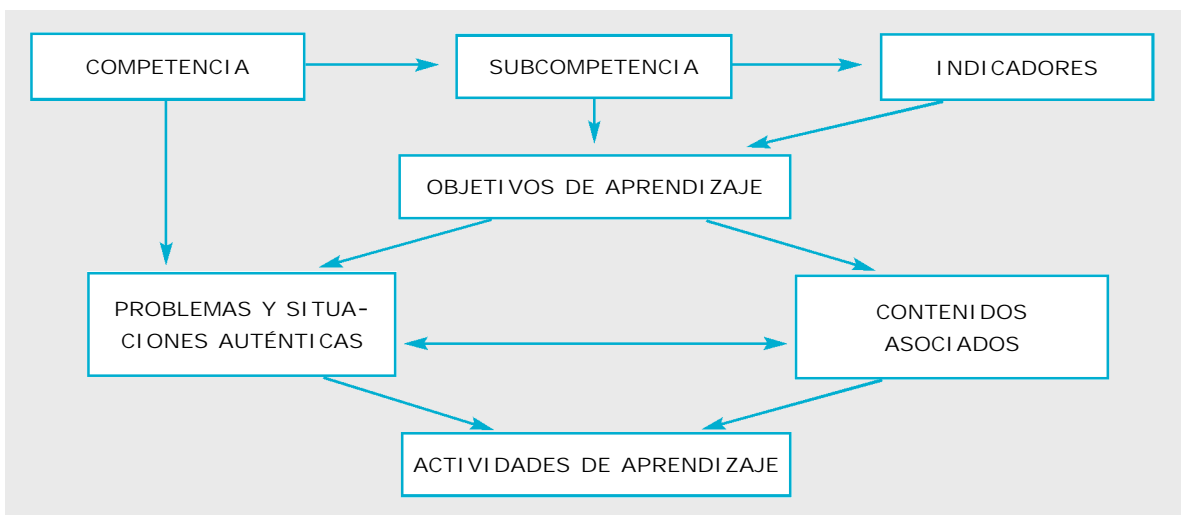 COMPETENCIA
SUBCOMPETENCIA
INDICADORES
OBJETIVOS DE APRENDIZAJE
PROBLEMAS Y SITUA-
CIONES AUTÉNTICAS
CONTENIDOS
ASOCIADOS
ACTIVIDADES DE APRENDIZAJE